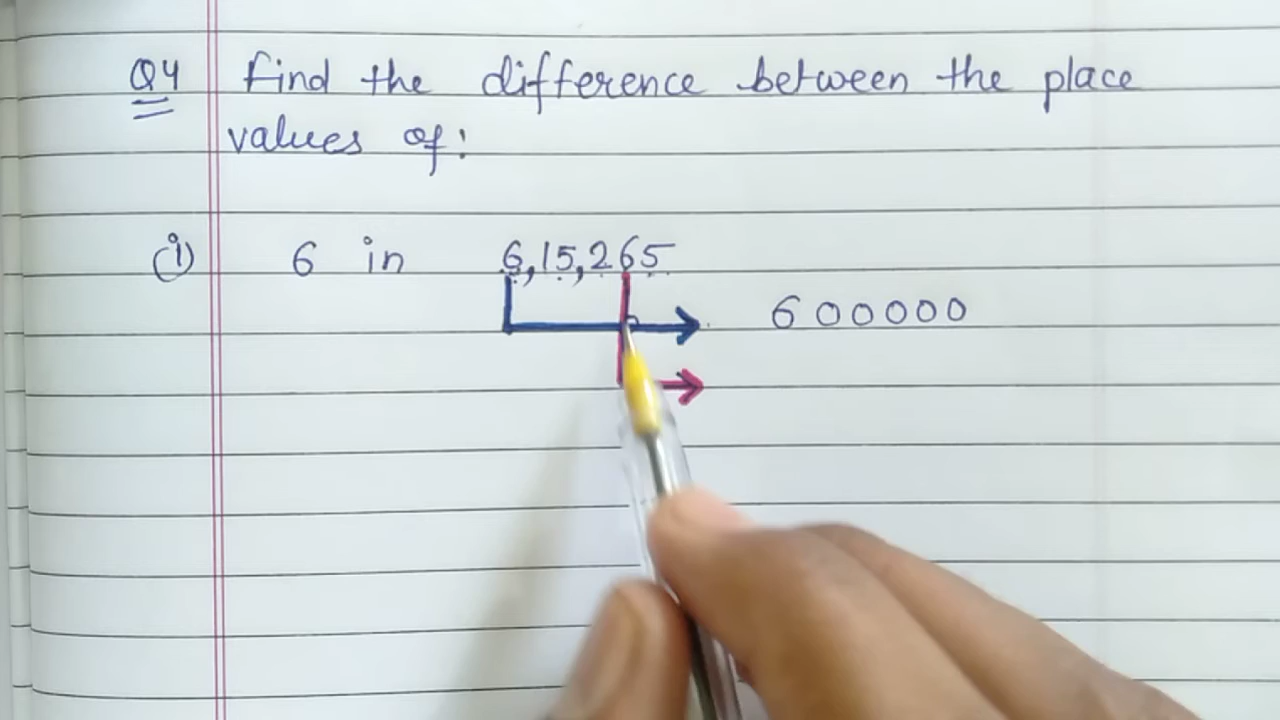 Q4 Find the difference between the place
values of:
(i) 6 in 6,15,265
600000